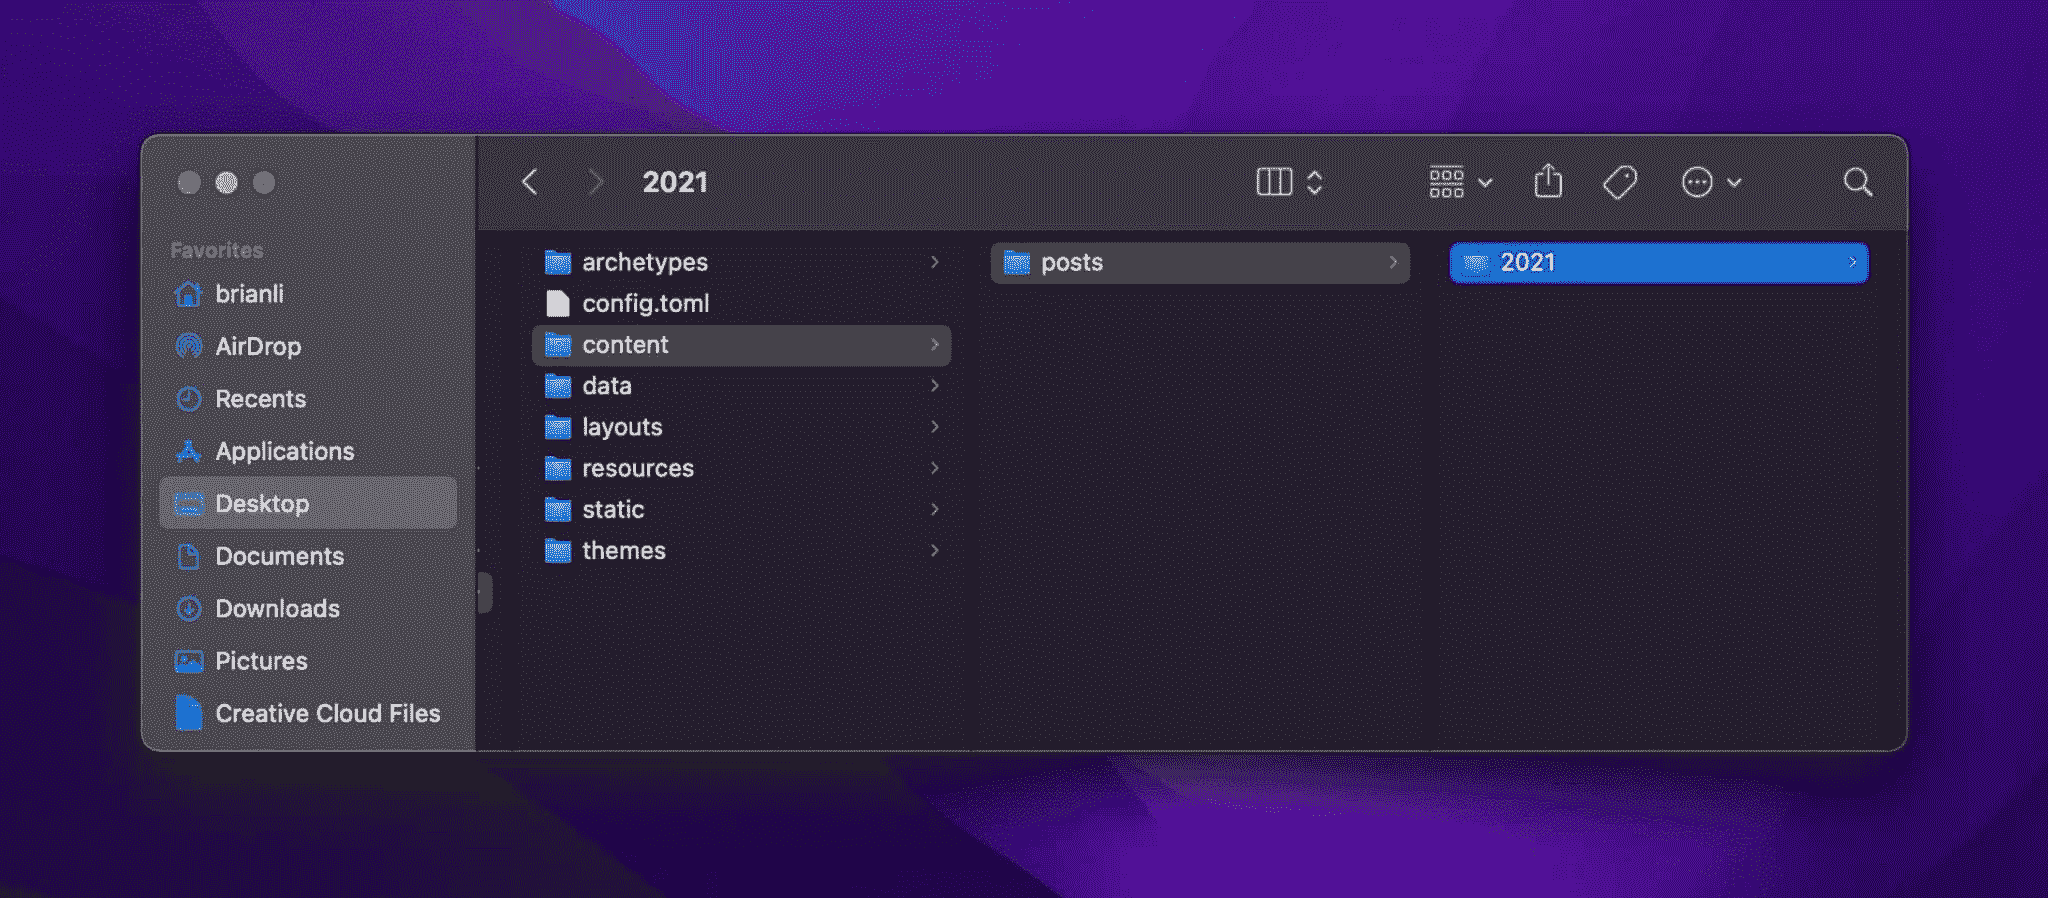 2021
Favorites
brianli
AirDrop
Recents
Applications
Desktop
Documents
Downloads
Pictures
Creative Cloud Files
archetypes
config.toml
content
data
layouts
resources
static
themes
posts
2021